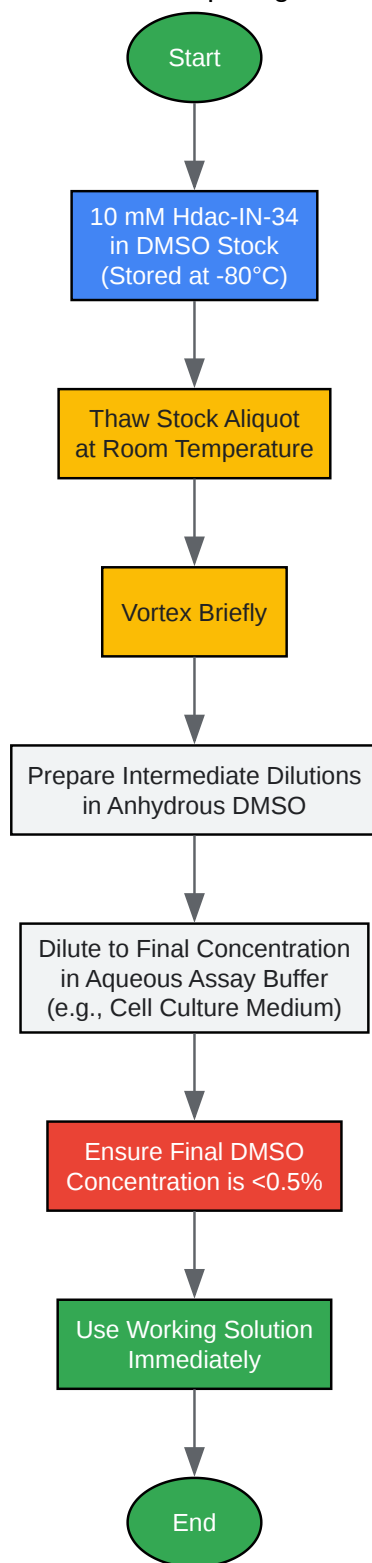 Start
10 mM Hdac-IN-34
in DMSO Stock
(Stored at -80°C)
Thaw Stock Aliquot
at Room Temperature
Vortex Briefly
Prepare Intermediate Dilutions
in Anhydrous DMSO
Dilute to Final Concentration
in Aqueous Assay Buffer
(e.g., Cell Culture Medium)
Ensure Final DMSO
Concentration is <0.5%
Use Working Solution
Immediately
End